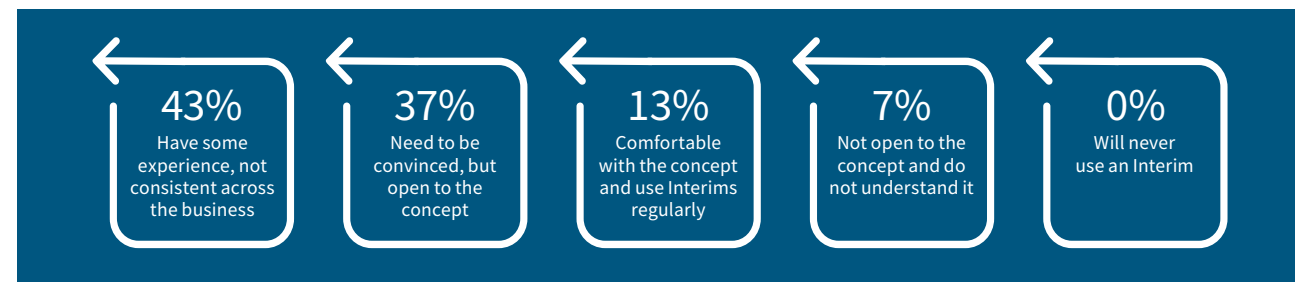 43%
Have some
experience, not
consistent across
the business
37%
Need to be
convinced, but
open to the
concept
13%
Comfortable
with the concept
and use Interims
regularly
7%
Not open to the
concept and do
not understand it
0%
Will never
use an Interim